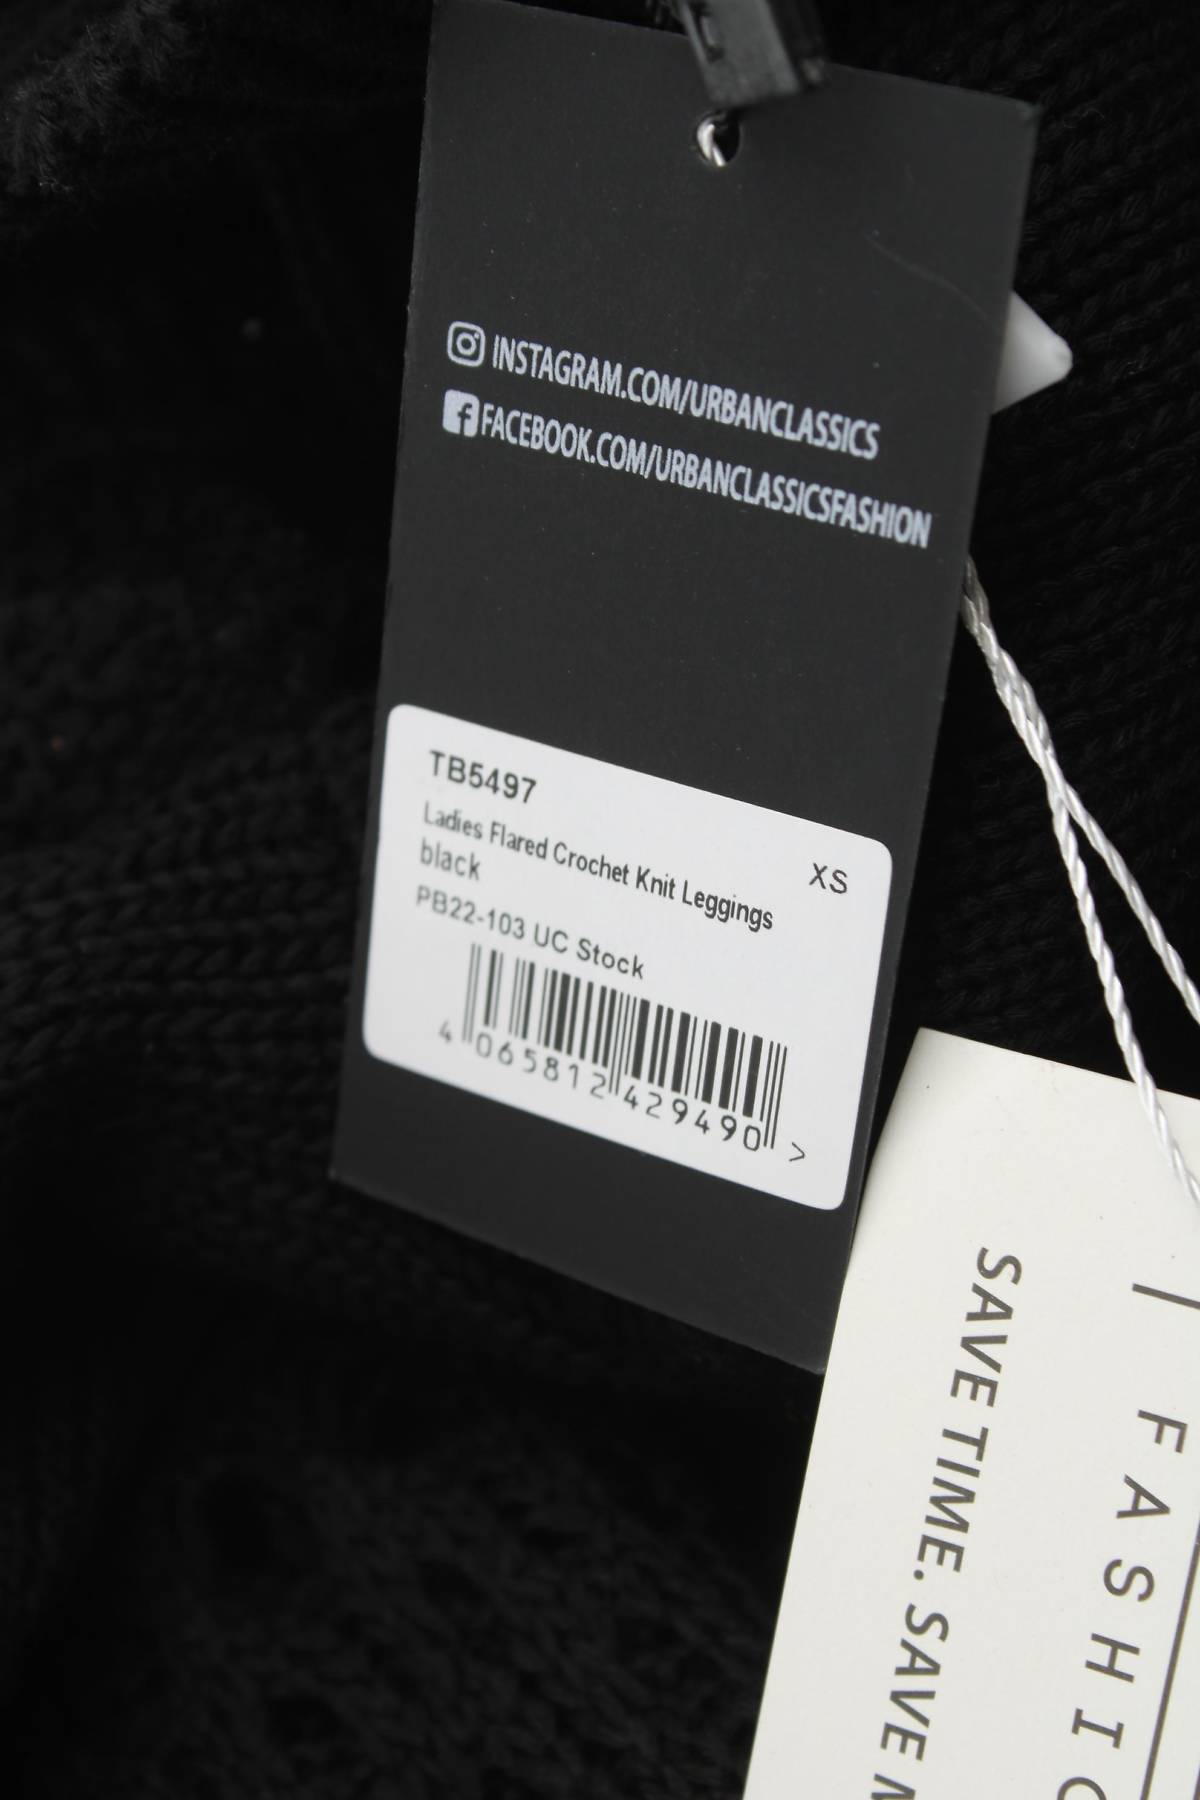 INSTAGRAM.COM/URBANCLASSICS
FACEBOOK.COM/URBANCLASSICSFASHION
TB5497
Ladies Flared Crochet Knit Leggings
XS
black
PB22-103 UC Stock
4 065812 429490 >
| FASHIO
SAVE TIME. SAVE